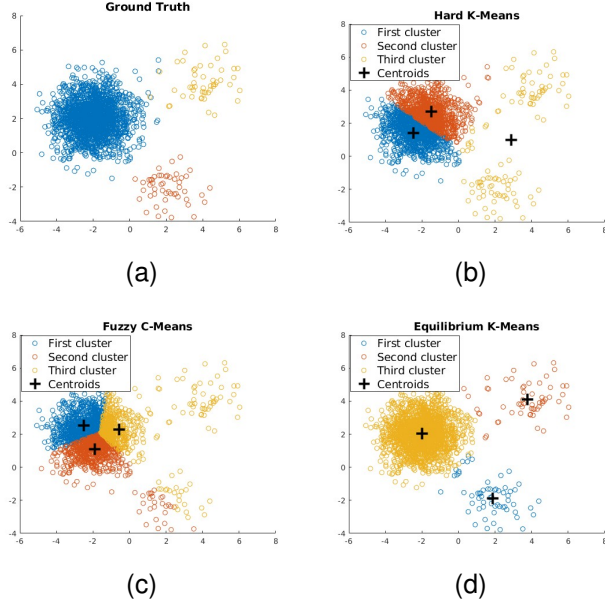 Ground Truth
8
6
4
2
0
-2
-4
-6 -4 -2 0 2 4 6 8
(a)
Hard K-Means
8
6
4
2
0
-2
-4
First cluster
Second cluster
Third cluster
Centroids
-6 -4 -2 0 2 4 6 8
(b)
Fuzzy C-Means
8
6
4
2
0
-2
-4
First cluster
Second cluster
Third cluster
Centroids
-6 -4 -2 0 2 4 6 8
(c)
Equilibrium K-Means
8
6
4
2
0
-2
-4
First cluster
Second cluster
Third cluster
Centroids
-6 -4 -2 0 2 4 6 8
(d)